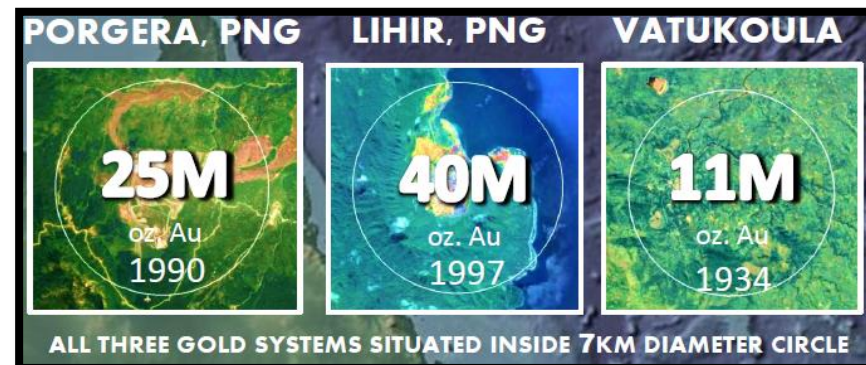 PORGERA, PNG
25M
oz. Au
1990
LIHIR, PNG
40M
oz. Au
1997
VATUKOULA
11M
oz. Au
1934
ALL THREE GOLD SYSTEMS SITUATED INSIDE 7KM DIAMETER CIRCLE